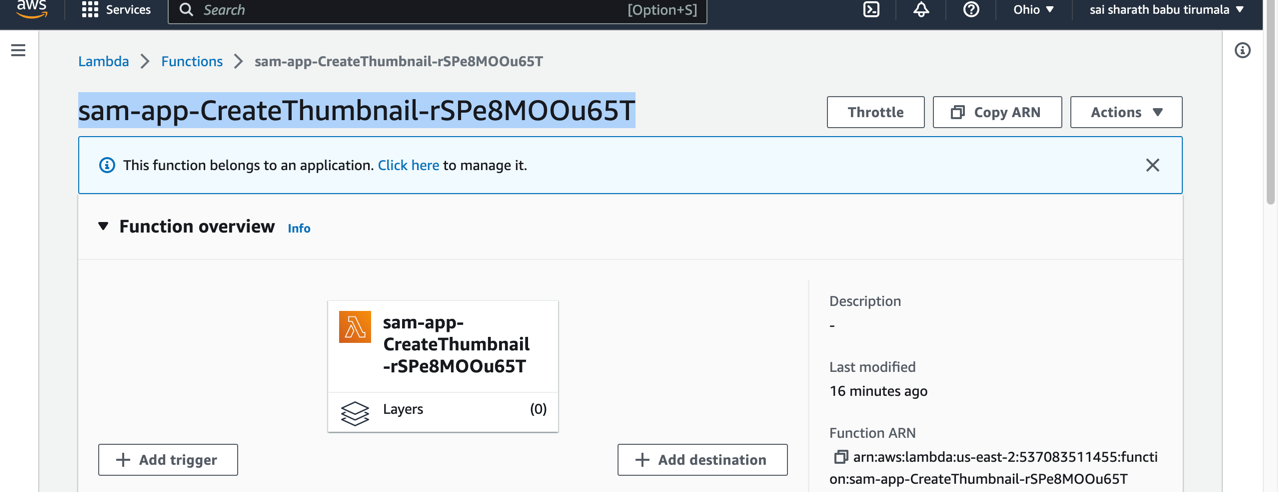 aws Services Search [Option+S] Ohio ▼ sai sharath babu tirumala ▼
Lambda > Functions > sam-app-CreateThumbnail-rSPe8MOOu65T
sam-app-CreateThumbnail-rSPe8MOOu65T
Throttle Copy ARN Actions ▼
This function belongs to an application. Click here to manage it.
▼ Function overview Info
sam-app-
CreateThumbnail
-rSPe8MOOu65T
Layers (0)
+ Add trigger
+ Add destination
Description
-
Last modified
16 minutes ago
Function ARN
arn:aws:lambda:us-east-2:537083511455:functi
on:sam-app-CreateThumbnail-rSPe8MOOu65T